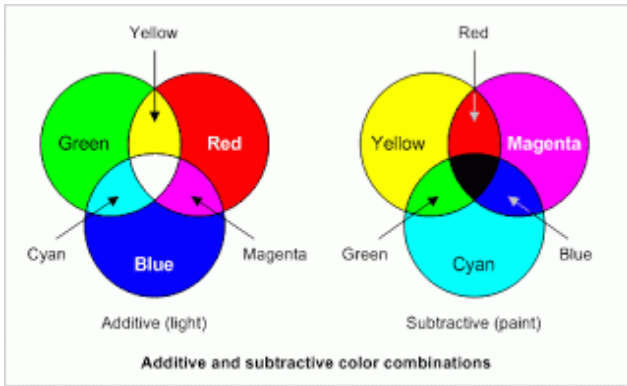 Yellow
Green
Red
Cyan
Blue
Magenta
Additive (light)
Red
Yellow
Magenta
Green
Cyan
Blue
Subtractive (paint)
Additive and subtractive color combinations